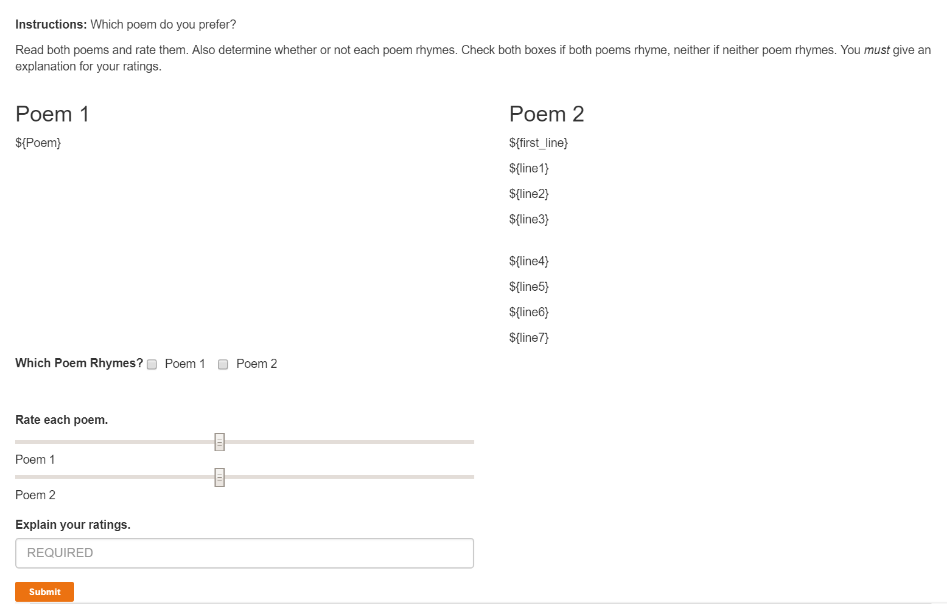 Instructions: Which poem do you prefer?
Read both poems and rate them. Also determine whether or not each poem rhymes. Check both boxes if both poems rhyme, neither if neither poem rhymes. You must give an
explanation for your ratings.
Poem 1
${Poem}
Poem 2
${first_line}
${line1}
${line2}
${line3}
${line4}
${line5}
${line6}
${line7}
Which Poem Rhymes? Poem 1 Poem 2
Rate each poem.
Poem 1
Poem 2
Explain your ratings.
REQUIRED
Submit